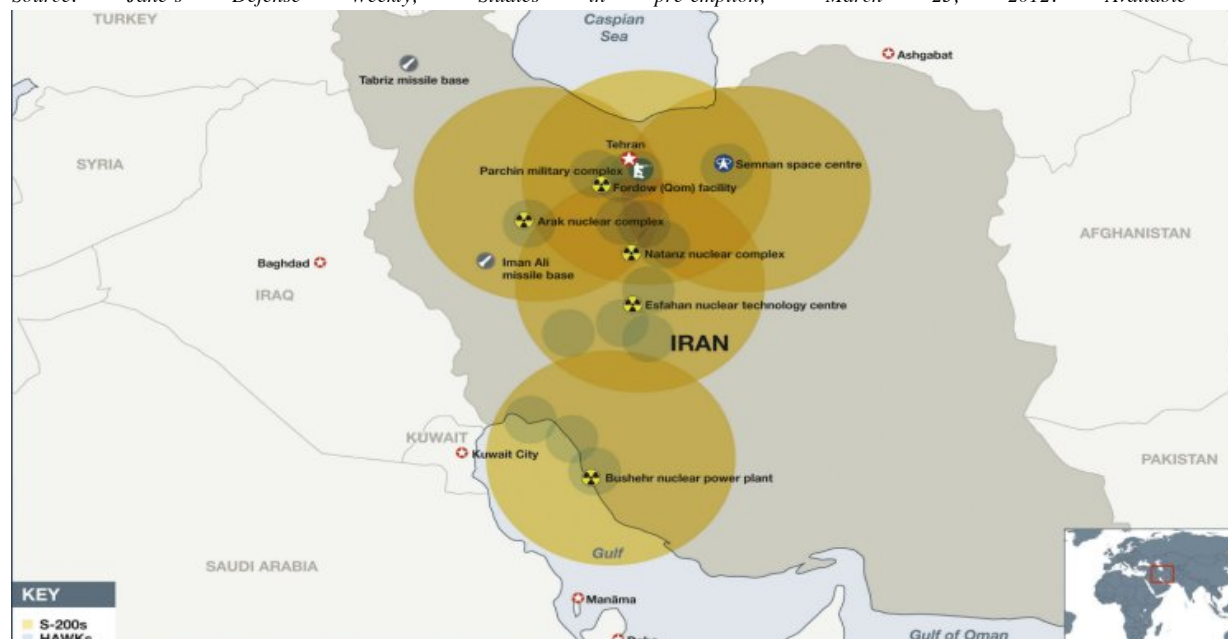 Source: Jane's Defense Weekly, "Studies in pre-emption," March 23, 2012. Available
TURKEY
Caspian
Sea
Ashgabat
Tabriz missile base
SYRIA
Tehran
Parchin military complex
Semnan space centre
Fordow (Qom) facility
Arak nuclear complex
AFGHANISTAN
Natanz nuclear complex
Baghdad
Iman Ali
missile base
IRAQ
Esfahan nuclear technology centre
IRAN
KUWAIT
Kuwait City
PAKISTAN
Bushehr nuclear power plant
Gulf
SAUDI ARABIA
KEY
Manāma
S-200s
HAWKs
Gulf of Oman